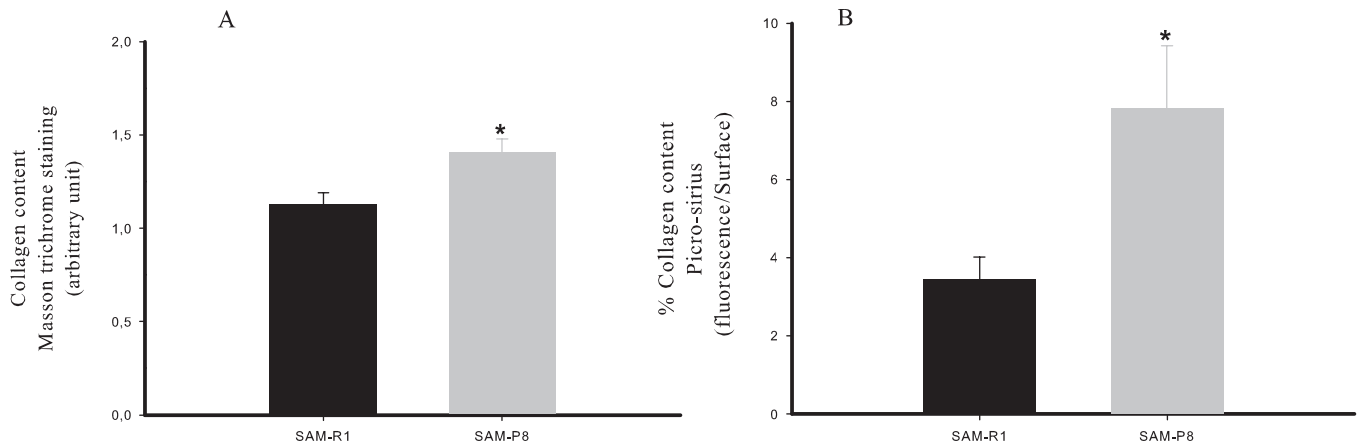 A
Collagen content
Masson trichrome staining
(arbitrary unit)
2,0
1,5
1,0
0,5
0,0
*
SAM-R1
SAM-P8
B
% Collagen content
Picro-sirius
(fluorescence/Surface)
10
8
6
4
2
0
*
SAM-R1
SAM-P8